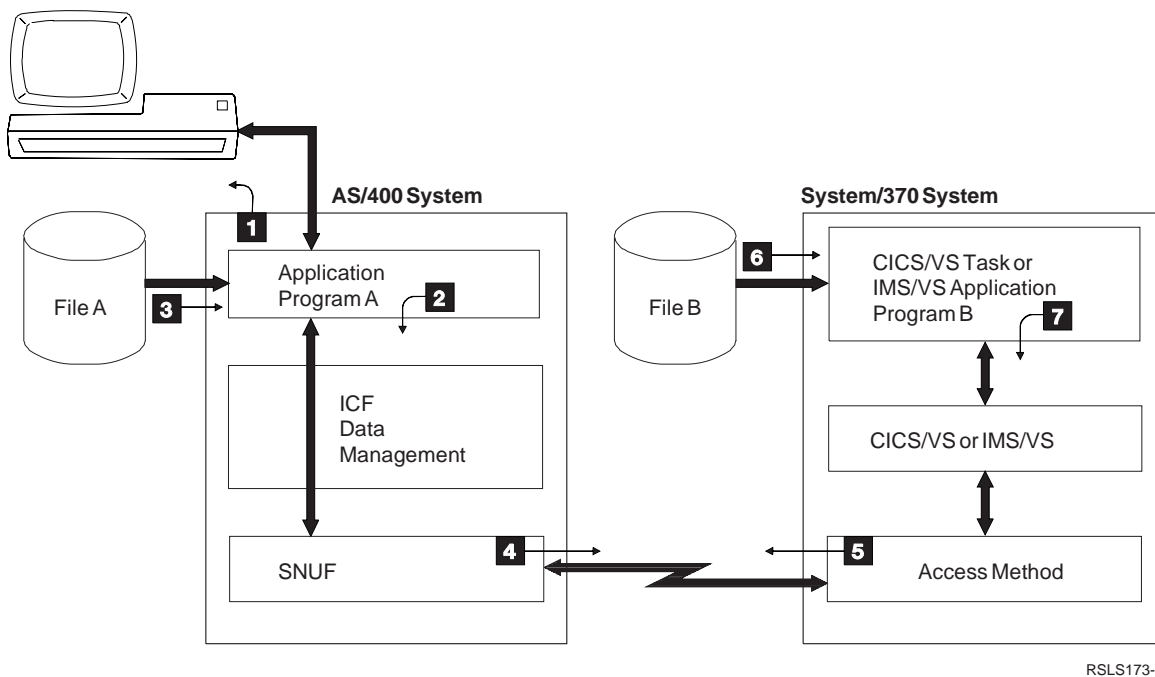 AS/400 System
System/370 System
1
6
Application
Program A
2
CICS/VS Task or
IMS/VS Application
Program B
7
File A
3
File B
ICF
Data
Management
CICS/VS or IMS/VS
4
5
SNUF
Access Method
RSLS173-